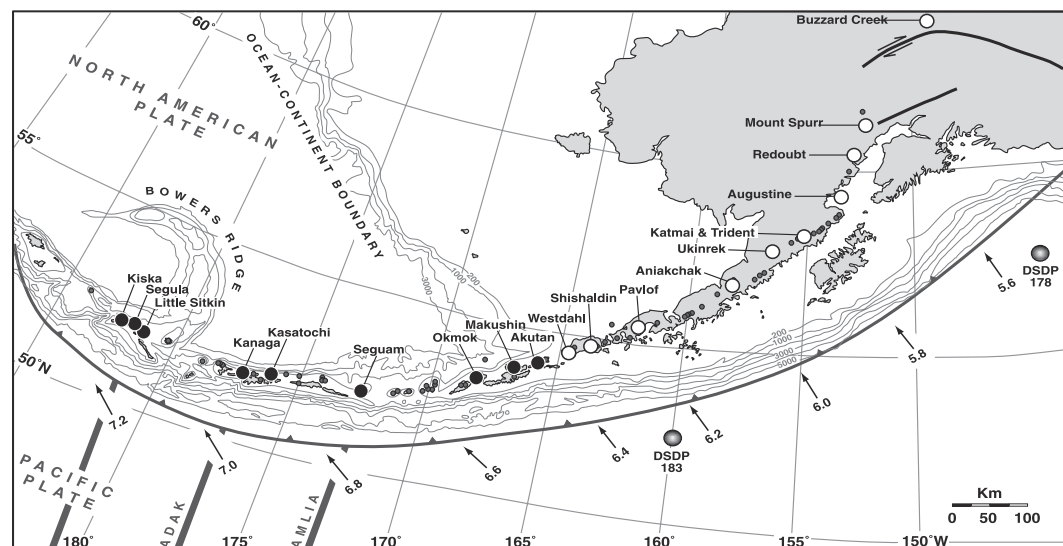 60°
Buzzard Creek
NORTH AMERICAN
PLATE
OCEAN-CONTINENT BOUNDARY
55°
Mount Spurr
Redoubt
BOWERS RIDGE
Augustine
Katmai & Trident
Ukinrek
200
1000
3000
Aniakchak
DSDP
178
5.6
Kiska
Segula
Little Sitkin
Pavlof
Shishaldin
Westdahl
Makushin
Akutan
Okmok
Kasatochi
Kanaga
Seguam
200
1000
3000
5000
5.8
50°N
7.2
7.0
6.8
6.6
6.4
6.2
6.0
DSDP
183
PACIFIC
PLATE
ADAK
AMLIA
Km
0 50 100
180°
175°
170°
165°
160°
155°
150°W